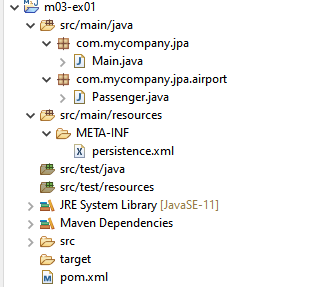 m03-ex01
src/main/java
com.mycompany.jpa
Main.java
com.mycompany.jpa.airport
Passenger.java
src/main/resources
META-INF
persistence.xml
src/test/java
src/test/resources
JRE System Library [JavaSE-11]
Maven Dependencies
src
target
pom.xml